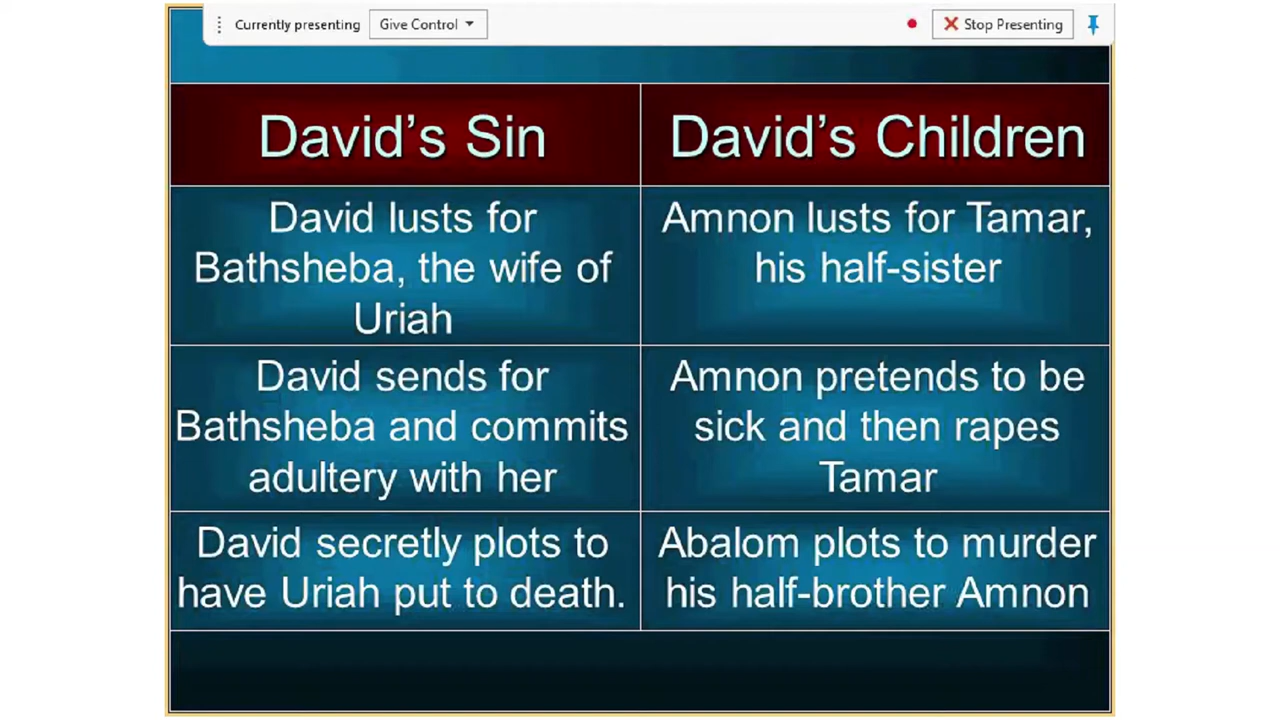 Currently presenting Give Control Stop Presenting
David's Sin
David's Children
David lusts for
Bathsheba, the wife of
Uriah
Amnon lusts for Tamar,
his half-sister
David sends for
Bathsheba and commits
adultery with her
Amnon pretends to be
sick and then rapes
Tamar
David secretly plots to
have Uriah put to death.
Abalom plots to murder
his half-brother Amnon